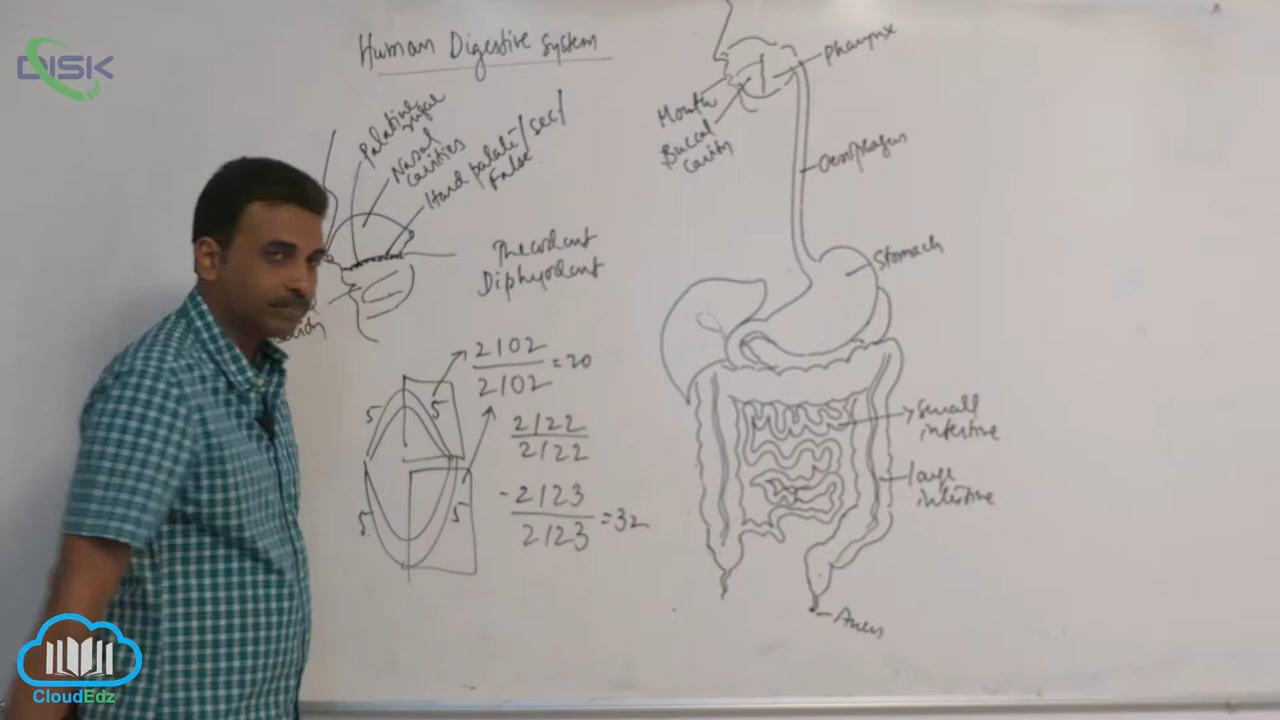 DISK
Human Digestive System
Palatine
rugae
Nasal
cavities
Hard palate/sec/
False
Thecodont
Diphyodont
2102
2102
=20
5
5
5
5
2122
2122
-2123
2123
=32
Pharynx
Mouth
Buccal
cavity
Oesophagus
Stomach
Small
intestine
large
intestine
Anus
CloudEdz